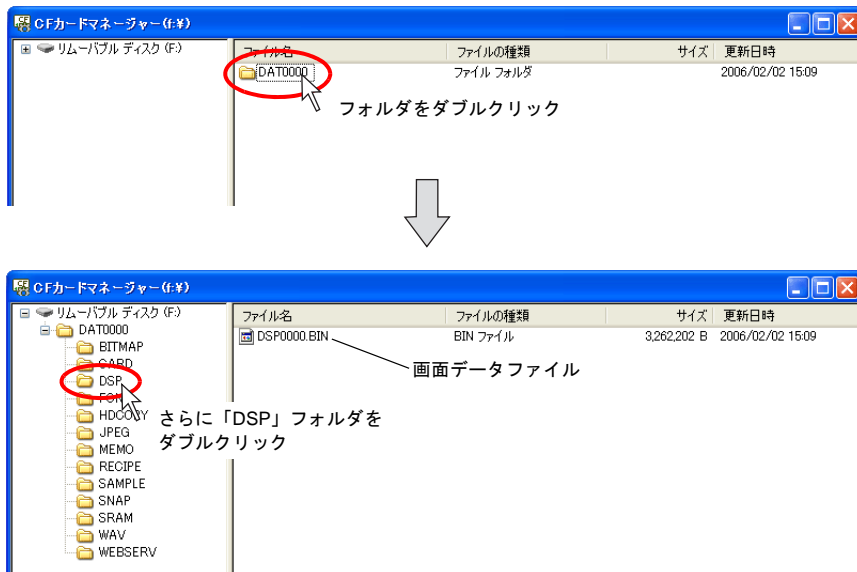 CFカードマネージャー(f:¥)
リムーバブル ディスク (F:)
ファイル名 ファイルの種類 サイズ 更新日時
DAT0000 ファイル フォルダ 2006/02/02 15:09
フォルダをダブルクリック
CFカードマネージャー(f:¥)
リムーバブル ディスク (F:)
DAT0000
BITMAP
CARD
DSP
FONT
HDCOPY
JPEG
MEMO
RECIPE
SAMPLE
SNAP
SRAM
WAV
WEBSERV
ファイル名 ファイルの種類 サイズ 更新日時
DSP0000.BIN BIN ファイル 3,262,202 B 2006/02/02 15:09
画面データファイル
さらに「DSP」フォルダを
ダブルクリック